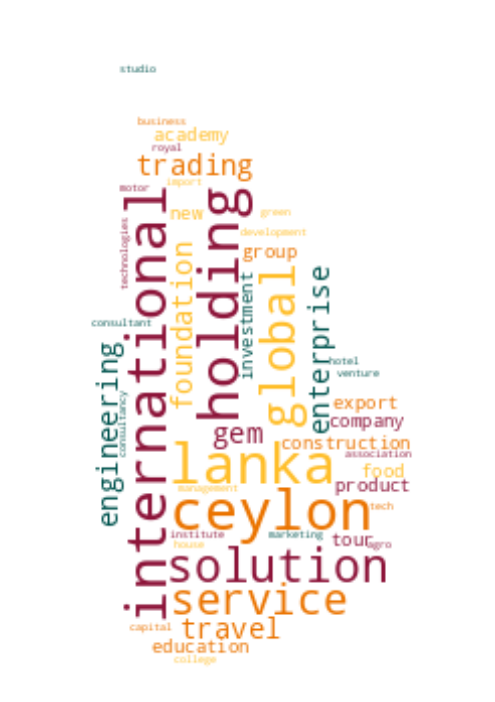 studio
business
academy
royal
trading
import
motor
international
holding
new
green
technologies
development
foundation
group
global
investment
enterprise
consultant
engineering
hotel
venture
consultancy
export
company
gem
construction
association
lanka
food
product
management
ceylon
tech
institute
marketing
tour
agro
house
solution
service
capital
travel
education
college